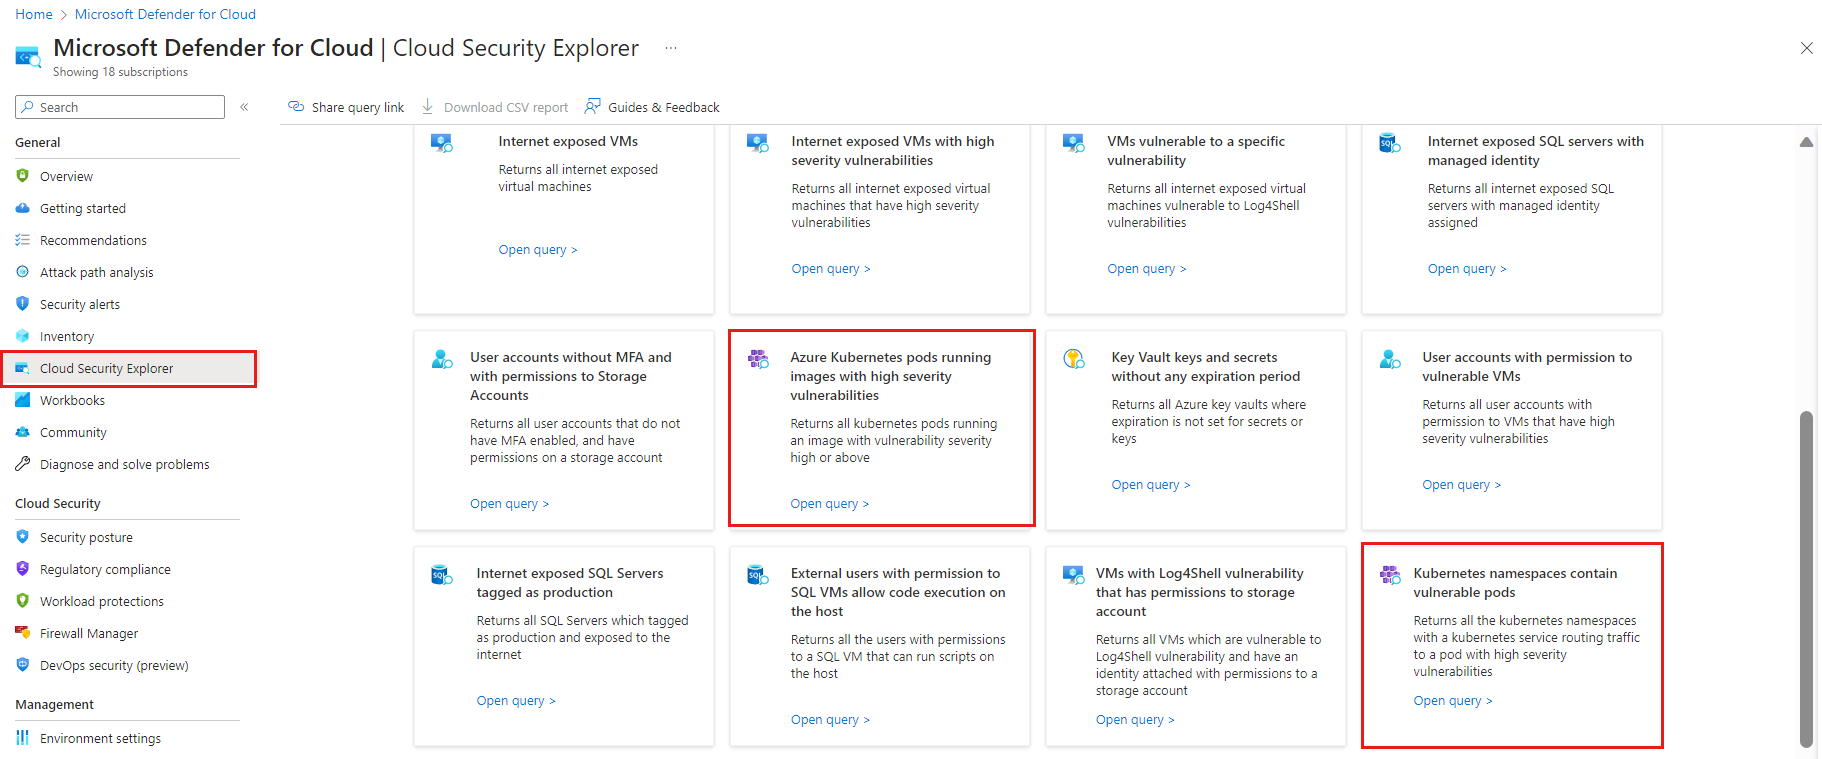 Home > Microsoft Defender for Cloud
Microsoft Defender for Cloud | Cloud Security Explorer ...
Showing 18 subscriptions
Search
«
General
Overview
Getting started
Recommendations
Attack path analysis
Security alerts
Inventory
Cloud Security Explorer
Workbooks
Community
Diagnose and solve problems
Cloud Security
Security posture
Regulatory compliance
Workload protections
Firewall Manager
DevOps security (preview)
Management
Environment settings
Share query link
Download CSV report
Guides & Feedback
Internet exposed VMs
Returns all internet exposed
virtual machines
Open query >
Internet exposed VMs with high
severity vulnerabilities
Returns all internet exposed virtual
machines that have high severity
vulnerabilities
Open query >
VMs vulnerable to a specific
vulnerability
Returns all internet exposed virtual
machines vulnerable to Log4Shell
vulnerabilities
Open query >
SQL
Internet exposed SQL servers with
managed identity
Returns all internet exposed SQL
servers with managed identity
assigned
Open query >
User accounts without MFA and
with permissions to Storage
Accounts
Returns all user accounts that do not
have MFA enabled, and have
permissions on a storage account
Open query >
Azure Kubernetes pods running
images with high severity
vulnerabilities
Returns all kubernetes pods running
an image with vulnerability severity
high or above
Open query >
Key Vault keys and secrets
without any expiration period
Returns all Azure key vaults where
expiration is not set for secrets or
keys
Open query >
User accounts with permission to
vulnerable VMs
Returns all user accounts with
permission to VMs that have high
severity vulnerabilities
Open query >
SQL
Internet exposed SQL Servers
tagged as production
Returns all SQL Servers which tagged
as production and exposed to the
internet
Open query >
SQL
External users with permission to
SQL VMs allow code execution on
the host
Returns all the users with permissions
to a SQL VM that can run scripts on
the host
Open query >
VMs with Log4Shell vulnerability
that has permissions to storage
account
Returns all VMs which are vulnerable to
Log4Shell vulnerability and have an
identity attached with permissions to a
storage account
Open query >
Kubernetes namespaces contain
vulnerable pods
Returns all the kubernetes namespaces
with a kubernetes service routing traffic
to a pod with high severity
vulnerabilities
Open query >